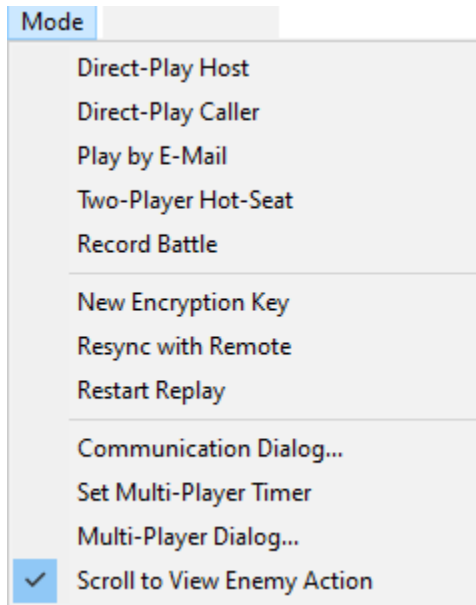 Mode
Direct-Play Host
Direct-Play Caller
Play by E-Mail
Two-Player Hot-Seat
Record Battle
New Encryption Key
Resync with Remote
Restart Replay
Communication Dialog...
Set Multi-Player Timer
Multi-Player Dialog...
Scroll to View Enemy Action